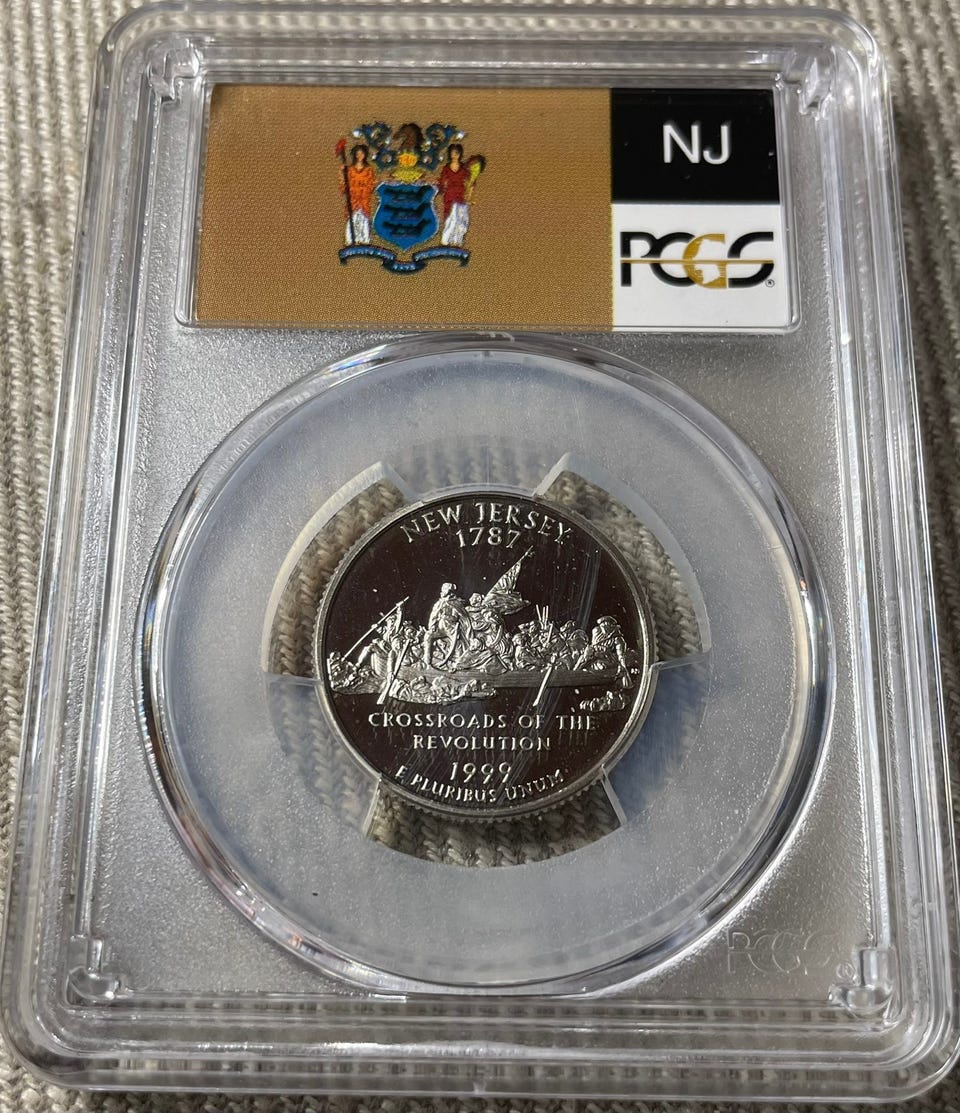 NJ
PCGS
NEW JERSEY
1787
CROSSROADS OF THE
REVOLUTION
1999
E PLURIBUS UNUM
PCGS